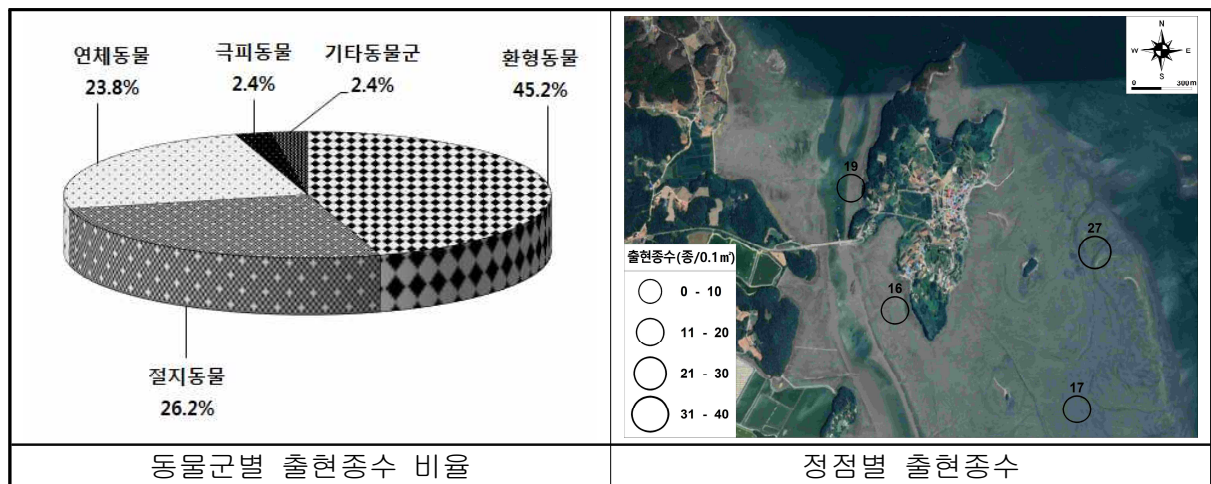 연체동물
23.8%
극피동물
2.4%
기타동물군
2.4%
환형동물
45.2%
절지동물
26.2%
동물군별 출현종수 비율
N
W E
S
0 300m
19
27
16
17
출현종수(종/0.1㎡)
0 - 10
11 - 20
21 - 30
31 - 40
정점별 출현종수